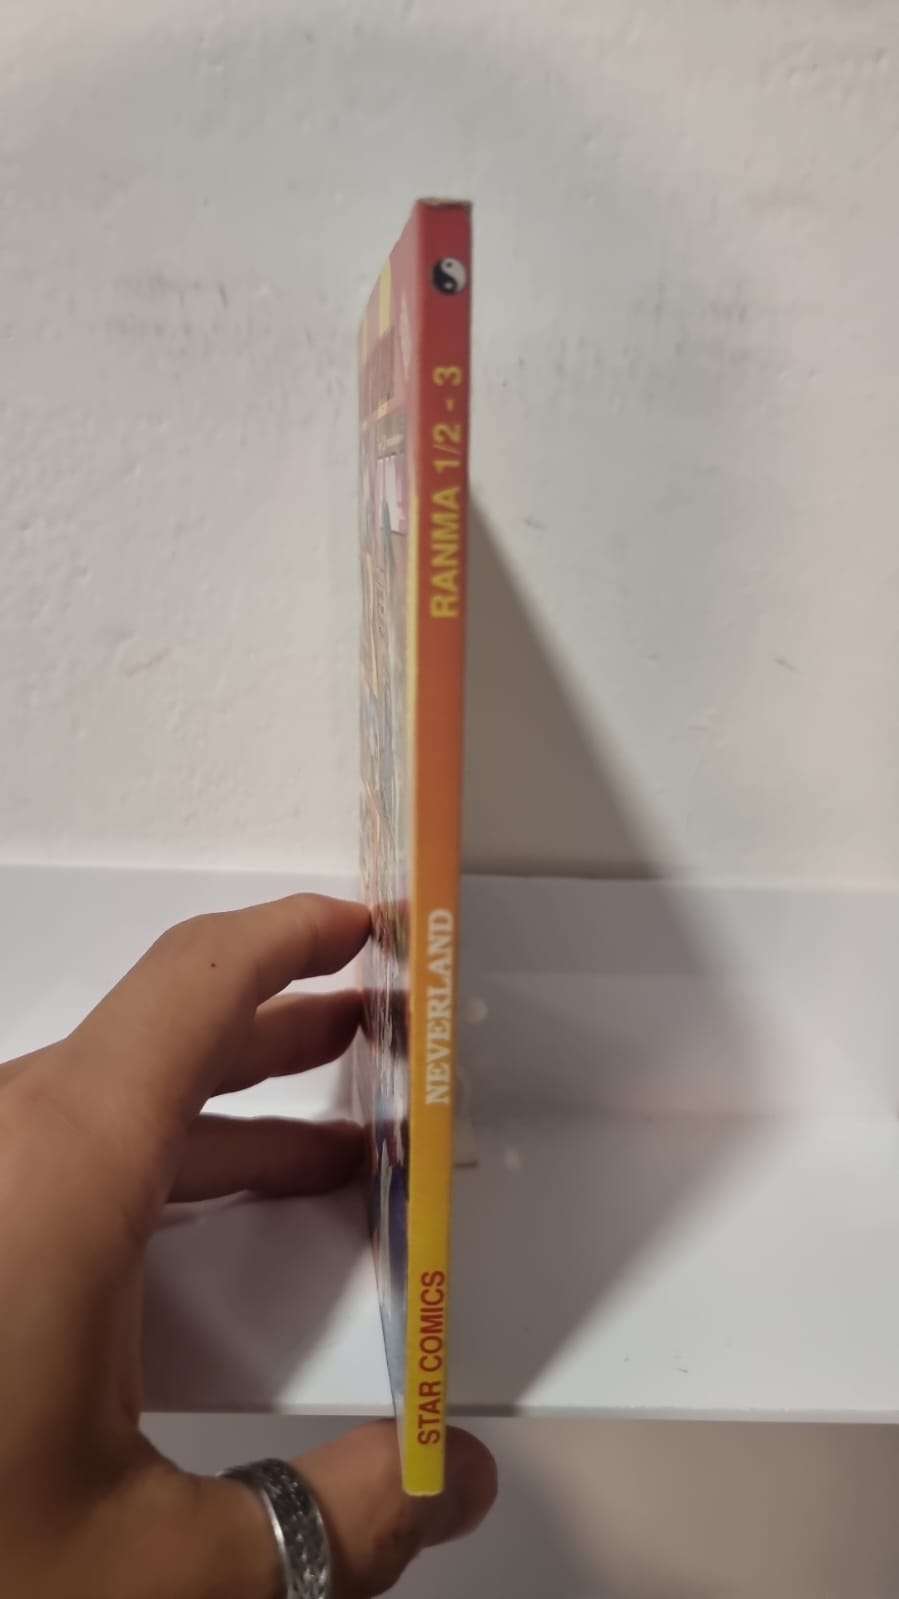 RANMA 1/2 - 3
NEVERLAND
STAR COMICS